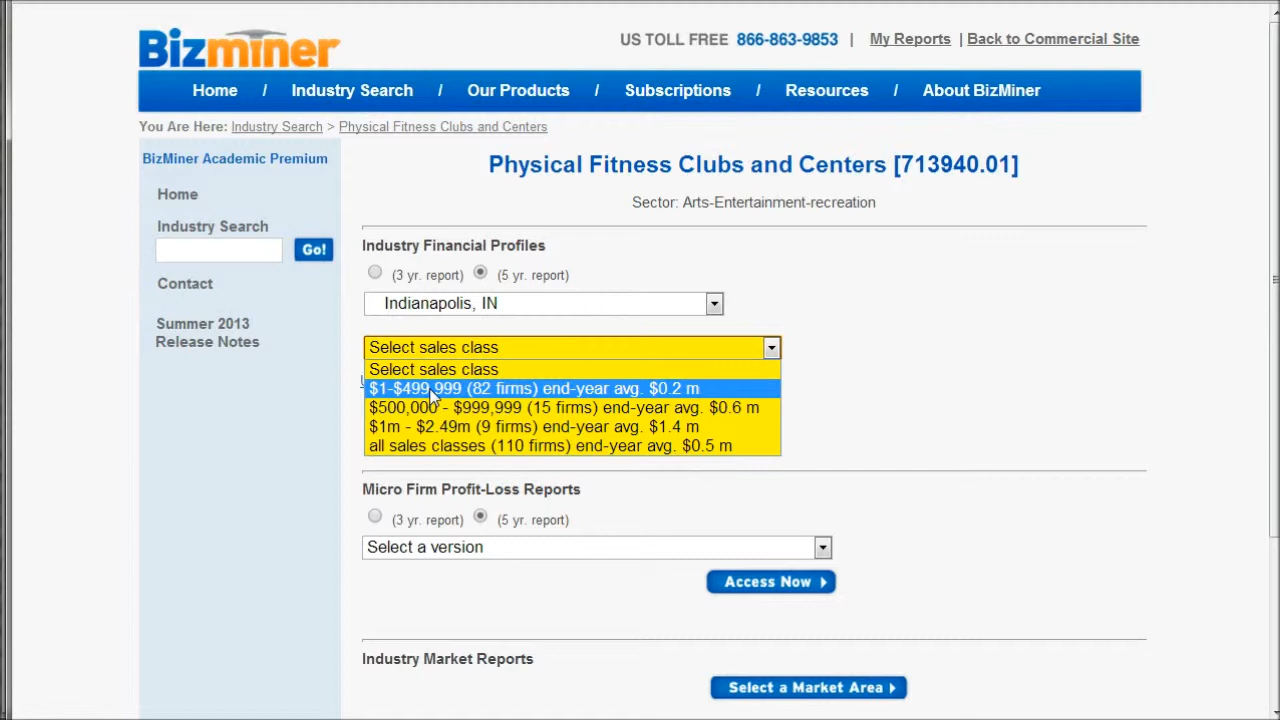 Bizminer
US TOLL FREE 866-863-9853 | My Reports | Back to Commercial Site
Home / Industry Search / Our Products / Subscriptions / Resources / About BizMiner
You Are Here: Industry Search > Physical Fitness Clubs and Centers
BizMiner Academic Premium
Home
Industry Search
Go!
Contact
Summer 2013
Release Notes
Physical Fitness Clubs and Centers [713940.01]
Sector: Arts-Entertainment-recreation
Industry Financial Profiles
(3 yr. report) (5 yr. report)
Indianapolis, IN
Select sales class
Select sales class
$1-$499,999 (82 firms) end-year avg. $0.2 m
$500,000 - $999,999 (15 firms) end-year avg. $0.6 m
$1m - $2.49m (9 firms) end-year avg. $1.4 m
all sales classes (110 firms) end-year avg. $0.5 m
Micro Firm Profit-Loss Reports
(3 yr. report) (5 yr. report)
Select a version
Access Now
Industry Market Reports
Select a Market Area